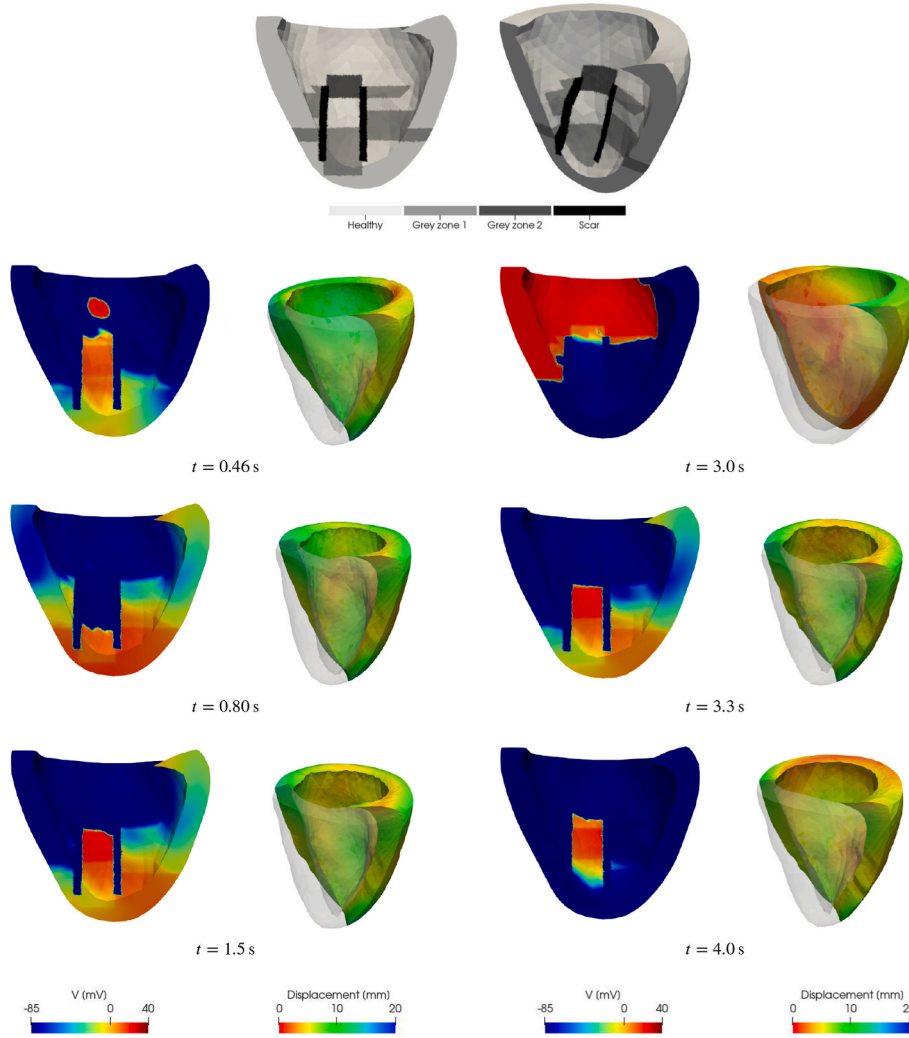 Healthy Grey zone 1 Grey zone 2 Scar
t = 0.46 s t = 3.0 s
t = 0.80 s t = 3.3 s
t = 1.5 s t = 4.0 s
V (mV) Displacement (mm) V (mV) Displacement (mm)
-85 0 40 0 10 20 -85 0 40 0 10